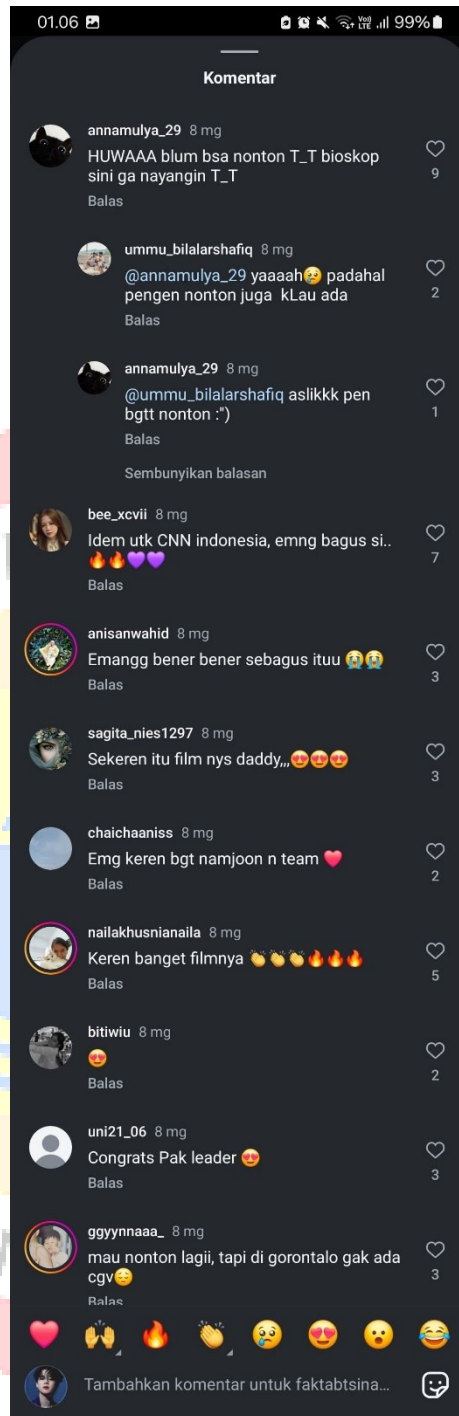 01.06 Vo)) LTE 99%
Komentar
annamulya_29 8 mg
HUWAAA blum bsa nonton T_T bioskop
sini ga nayangin T_T
9
Balas
ummu_bilalarshafiq 8 mg
@annamulya_29 yaaaah😢 padahal
pengen nonton juga kLau ada
2
Balas
annamulya_29 8 mg
@ummu_bilalarshafiq aslikkk pen
bgtt nonton :")
1
Balas
Sembunyikan balasan
bee_xcvii 8 mg
Idem utk CNN indonesia, emng bagus si..
🔥🔥💜💜
7
Balas
anisanwahid 8 mg
Emangg bener bener sebagus ituu 😭😭
3
Balas
sagita_nies1297 8 mg
Sekeren itu film nys daddy,,,😍😍😍
3
Balas
chaichaaniss 8 mg
Emg keren bgt namjoon n team ❤️
2
Balas
nailakhusnianaila 8 mg
Keren banget filmnya 👏👏👏🔥🔥🔥
5
Balas
bitiwiu 8 mg
😍
2
Balas
uni21_06 8 mg
Congrats Pak leader 😍
3
Balas
ggyynnaaa_ 8 mg
mau nonton lagii, tapi di gorontalo gak ada
cgv😔
3
Balas
❤️🙌🔥👏😢😍😮😂
Tambahkan komentar untuk faktabtsina...